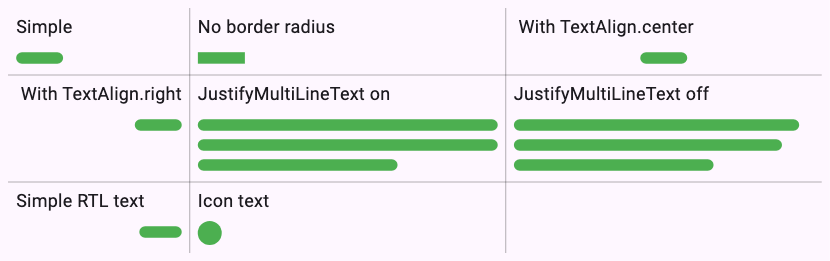 Simple
No border radius
With TextAlign.center
With TextAlign.right
JustifyMultiLineText on
JustifyMultiLineText off
Simple RTL text
Icon text